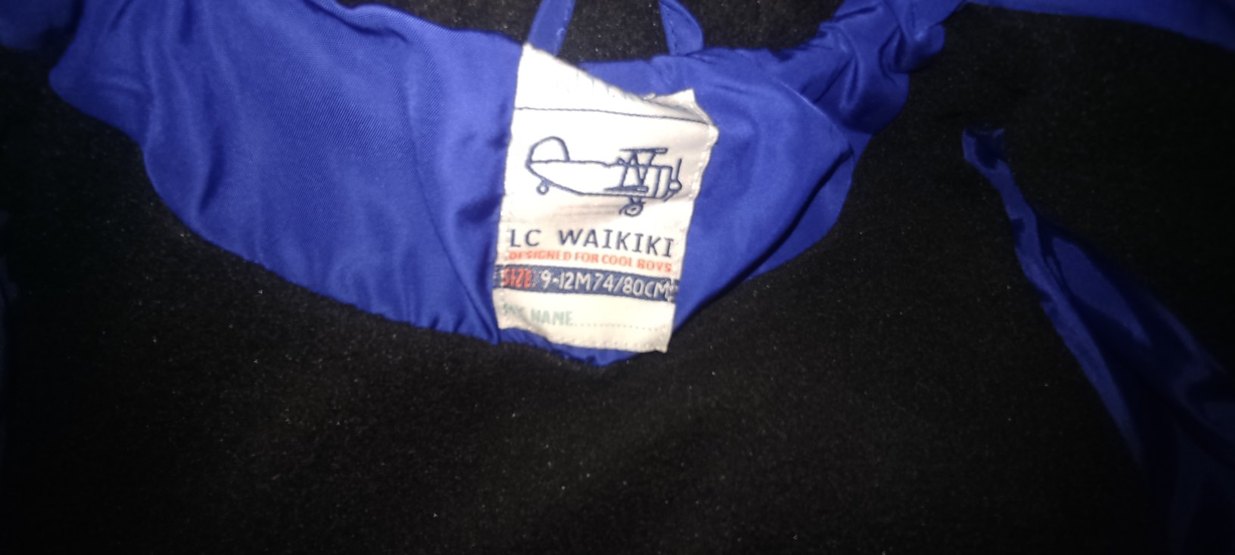 LC WAIKIKI
DESIGNED FOR COOL BOYS
SIZE 9-12M 74/80CM
NAME..............